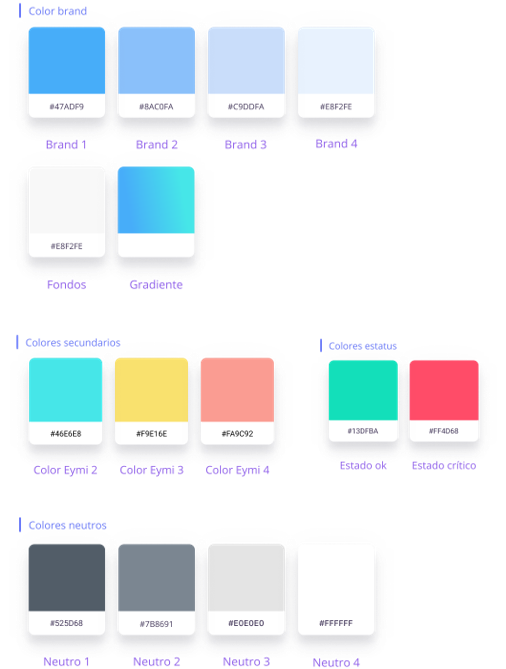 Color brand
#47ADF9
#8AC0FA
#C9DDFA
#E8F2FE
Brand 1
Brand 2
Brand 3
Brand 4
#E8F2FE
Fondos
Gradiente
Colores secundarios
#46E6E8
#F9E16E
#FA9C92
Color Eymi 2
Color Eymi 3
Color Eymi 4
Colores estatus
#13DFBA
#FF4D68
Estado ok
Estado crítico
Colores neutros
#525D68
#7B8691
#E0E0E0
#FFFFFF
Neutro 1
Neutro 2
Neutro 3
Neutro 4